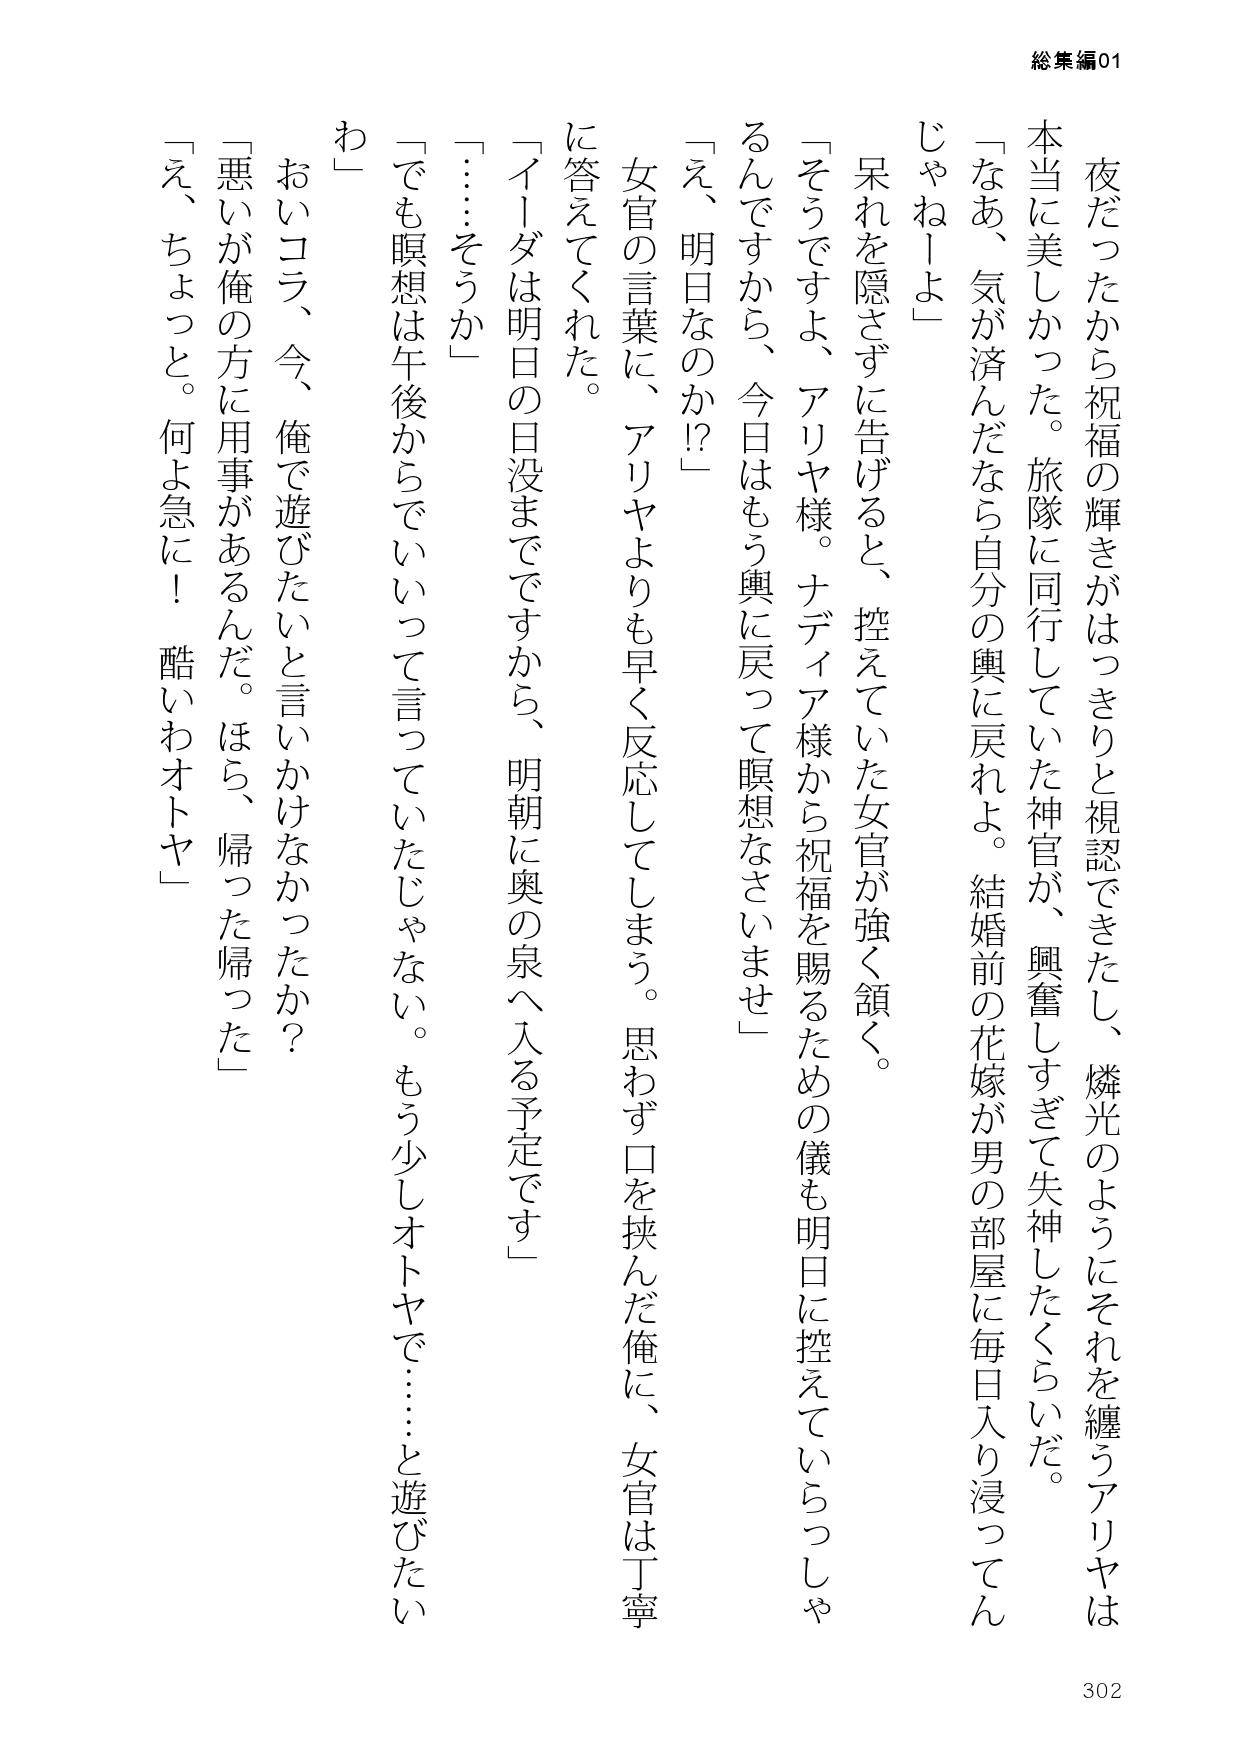 総集編01
　夜だったから祝福の輝きがはっきりと視認できたし、燐光のようにそれを纏うアリヤは
本当に美しかった。旅隊に同行していた神官が、興奮しすぎて失神したくらいだ。
「なあ、気が済んだなら自分の輿に戻れよ。結婚前の花嫁が男の部屋に毎日入り浸ってん
じゃねーよ」
　呆れを隠さずに告げると、控えていた女官が強く頷く。
「そうですよ、アリヤ様。ナディア様から祝福を賜るための儀も明日に控えていらっしゃ
るんですから、今日はもう輿に戻って瞑想なさいませ」
「え、明日なのか!?」
　女官の言葉に、アリヤよりも早く反応してしまう。思わず口を挟んだ俺に、女官は丁寧
に答えてくれた。
「イーダは明日の日没までですから、明朝に奥の泉へ入る予定です」
「……そうか」
「でも瞑想は午後からでいいって言っていたじゃない。もう少しオトヤで……と遊びたい
わ」
　おいコラ、今、俺で遊びたいと言いかけなかったか？
「悪いが俺の方に用事があるんだ。ほら、帰った帰った」
「え、ちょっと。何よ急に！　酷いわオトヤ」
302